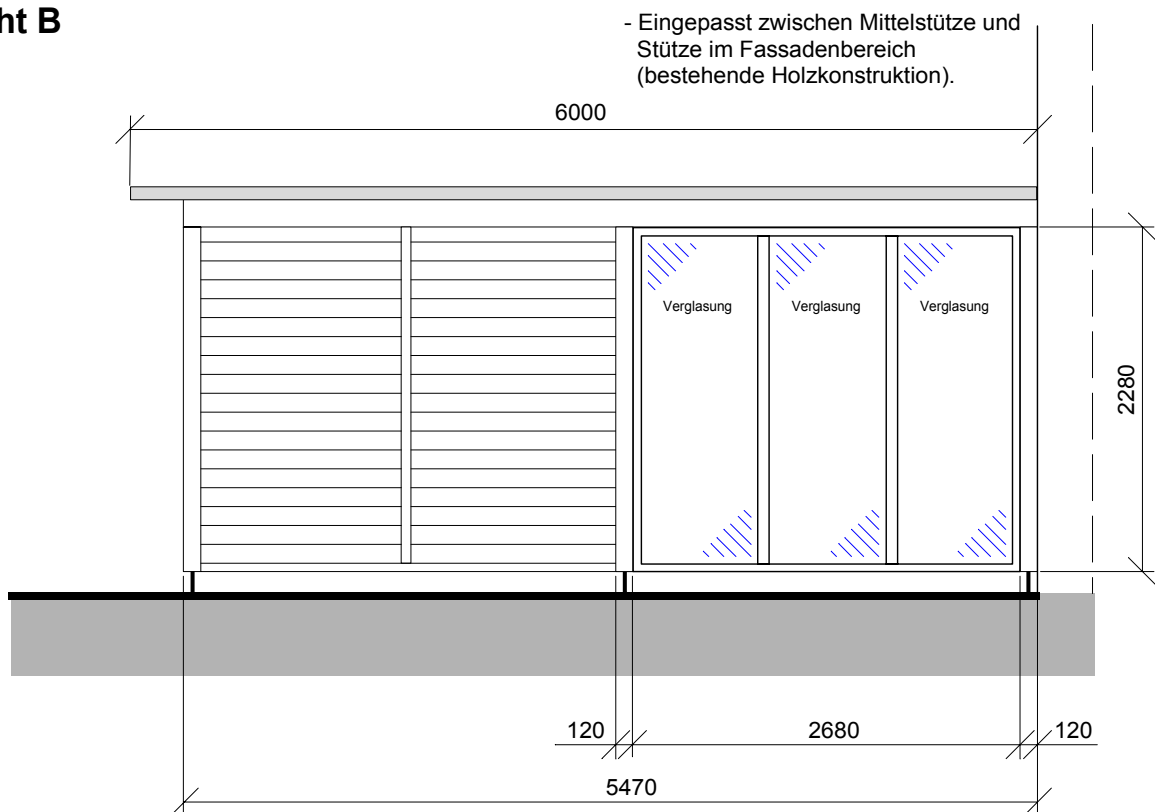 ht B
- Eingepasst zwischen Mittelstütze und
Stütze im Fassadenbereich
(bestehende Holzkonstruktion).
6000
Verglasung Verglasung Verglasung
2280
120 2680 120
5470